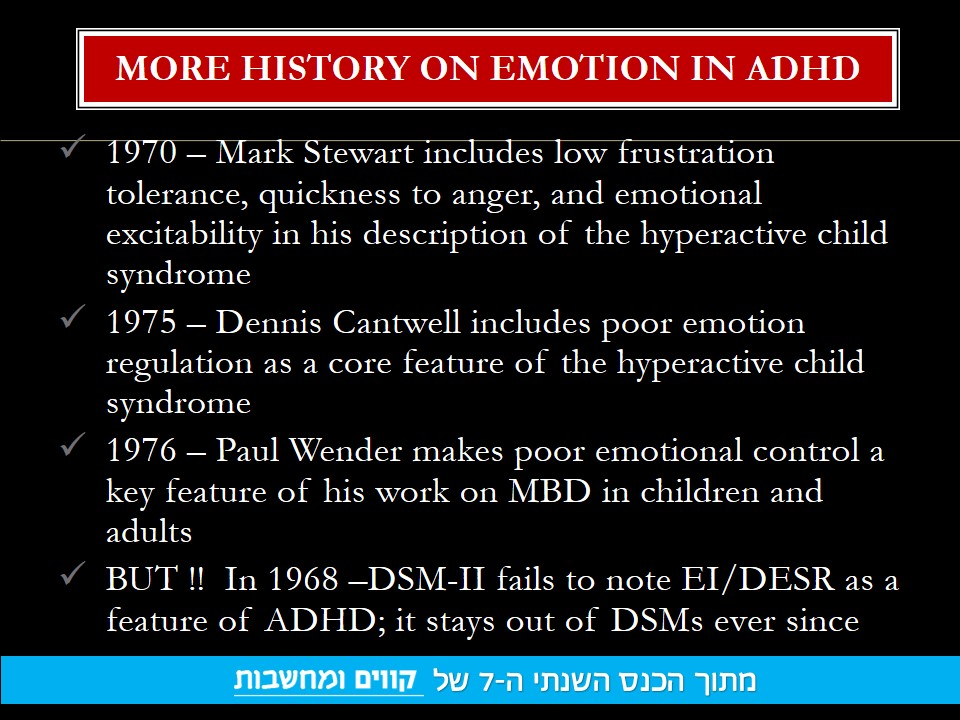 MORE HISTORY ON EMOTION IN ADHD
1970 – Mark Stewart includes low frustration
tolerance, quickness to anger, and emotional
excitability in his description of the hyperactive child
syndrome
1975 – Dennis Cantwell includes poor emotion
regulation as a core feature of the hyperactive child
syndrome
1976 – Paul Wender makes poor emotional control a
key feature of his work on MBD in children and
adults
BUT !! In 1968 –DSM-II fails to note EI/DESR as a
feature of ADHD; it stays out of DSMs ever since
מתוך הכנס השנתי ה-7 של קווים ומחשבות